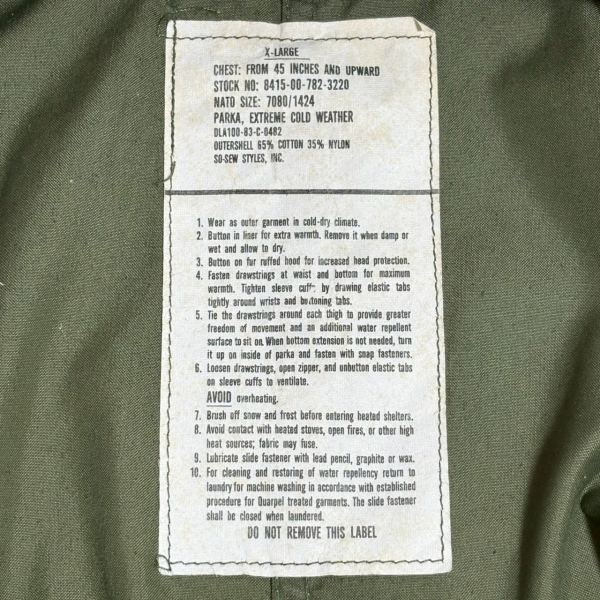 X-LARGE
CHEST: FROM 45 INCHES AND UPWARD
STOCK NO: 8415-00-782-3220
NATO SIZE: 7080/1424
PARKA, EXTREME COLD WEATHER
DLA100-83-C-0482
OUTERSHELL 65% COTTON 35% NYLON
SO-SEW STYLES, INC.
1. Wear as outer garment in cold-dry climate.
2. Button in liner for extra warmth. Remove it when damp or
wet and allow to dry.
3. Button on fur ruffed hood for increased head protection.
4. Fasten drawstrings at waist and bottom for maximum
warmth. Tighten sleeve cuffs by drawing elastic tabs
tightly around wrists and buttoning tabs.
5. Tie the drawstrings around each thigh to provide greater
freedom of movement and an additional water repellent
surface to sit on. When bottom extension is not needed, turn
it up on inside of parka and fasten with snap fasteners.
6. Loosen drawstrings, open zipper, and unbutton elastic tabs
on sleeve cuffs to ventilate.
AVOID overheating.
7. Brush off snow and frost before entering heated shelters.
8. Avoid contact with heated stoves, open fires, or other high
heat sources; fabric may fuse.
9. Lubricate slide fastener with lead pencil, graphite or wax.
10. For cleaning and restoring of water repellency return to
laundry for machine washing in accordance with established
procedure for Quarpel treated garments. The slide fastener
shall be closed when laundered.
DO NOT REMOVE THIS LABEL